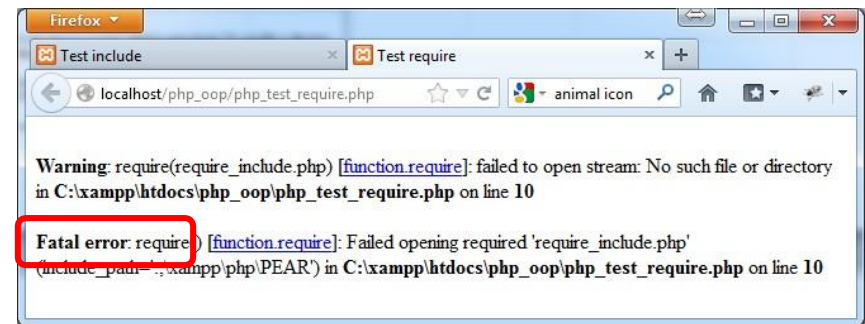 Firefox
Test include
Test require
localhost/php_oop/php_test_require.php
animal icon
Warning: require(require_include.php) [function.require]: failed to open stream: No such file or directory
in C:\xampp\htdocs\php_oop\php_test_require.php on line 10
Fatal error: require() [function.require]: Failed opening required 'require_include.php'
(include_path='.;\xampp\php\PEAR') in C:\xampp\htdocs\php_oop\php_test_require.php on line 10